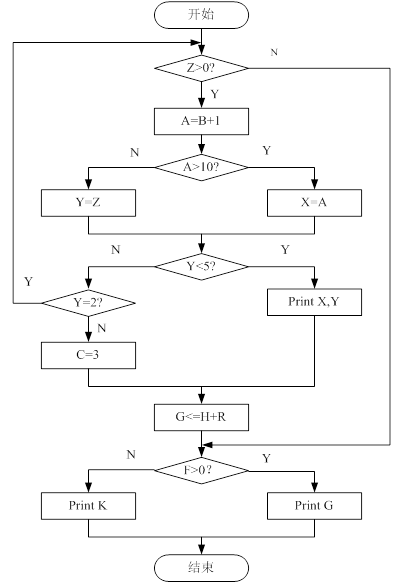 开始
Z>0?
N
Y
A=B+1
N
A>10?
Y
Y=Z
X=A
N
Y<5?
Y
Y
Y=2?
Print X,Y
N
C=3
G<=H+R
N
F>0?
Y
Print K
Print G
结束